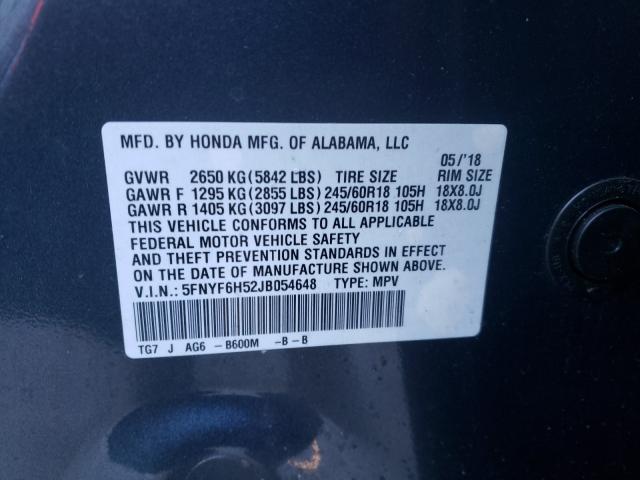 MFD. BY HONDA MFG. OF ALABAMA, LLC
05/'18
GVWR 2650 KG (5842 LBS) TIRE SIZE RIM SIZE
GAWR F 1295 KG (2855 LBS) 245/60R18 105H 18X8.0J
GAWR R 1405 KG (3097 LBS) 245/60R18 105H 18X8.0J
THIS VEHICLE CONFORMS TO ALL APPLICABLE
FEDERAL MOTOR VEHICLE SAFETY
AND THEFT PREVENTION STANDARDS IN EFFECT
ON THE DATE OF MANUFACTURE SHOWN ABOVE.
V.I.N.: 5FNYF6H52JB054648 TYPE: MPV
TG7 J AG6 -B600M -B-B